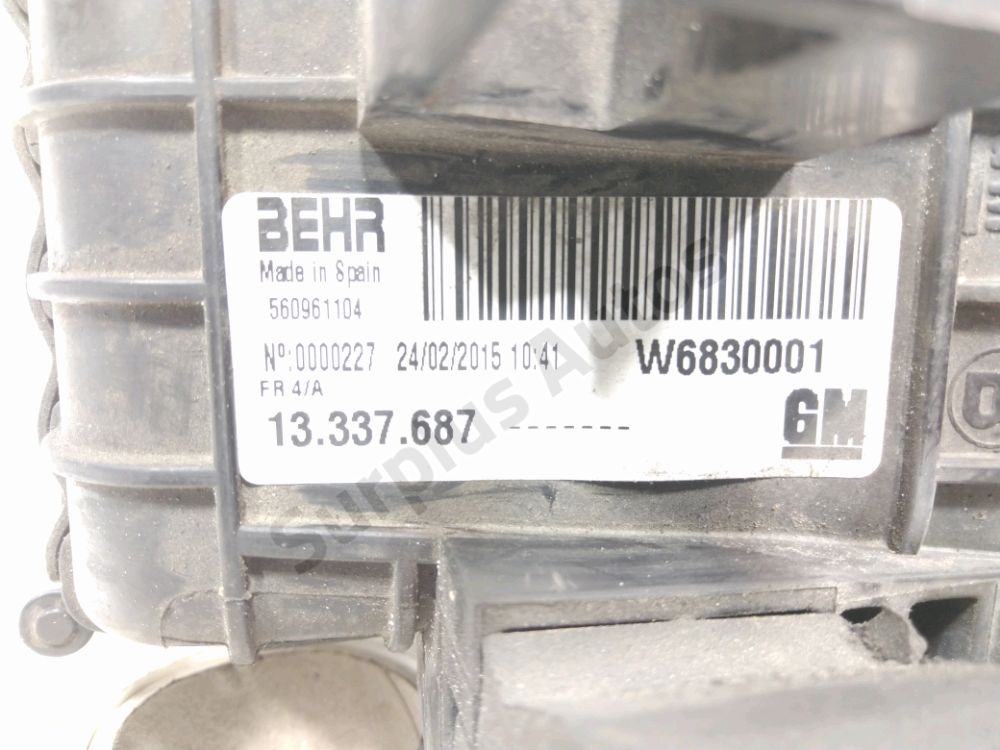 BEHR
Made in Spain
560961104
Nº:0000227 24/02/2015 10:41 W6830001
FR 4/A
13.337.687 -------
GM
Surplus Autos